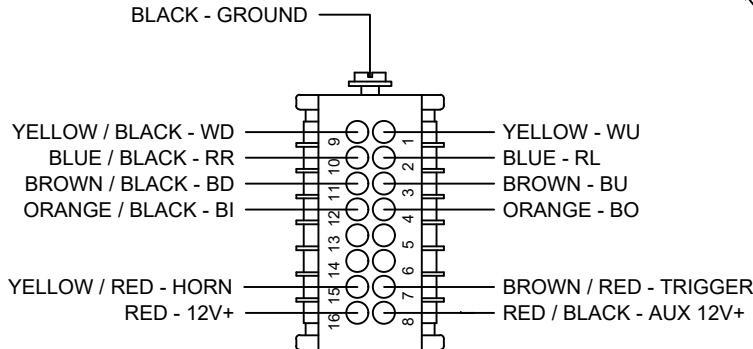 BLACK - GROUND
YELLOW / BLACK - WD 9 1 YELLOW - WU
BLUE / BLACK - RR 10 2 BLUE - RL
BROWN / BLACK - BD 11 3 BROWN - BU
ORANGE / BLACK - BI 12 4 ORANGE - BO
13 5
14 6
YELLOW / RED - HORN 15 7 BROWN / RED - TRIGGER
RED - 12V+ 16 8 RED / BLACK - AUX 12V+